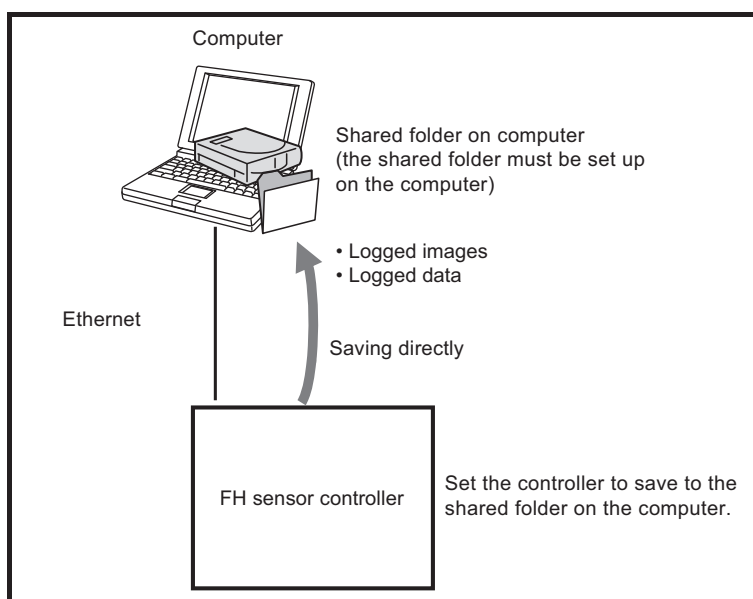 Computer
Shared folder on computer
(the shared folder must be set up
on the computer)
• Logged images
• Logged data
Ethernet
Saving directly
FH sensor controller
Set the controller to save to the
shared folder on the computer.